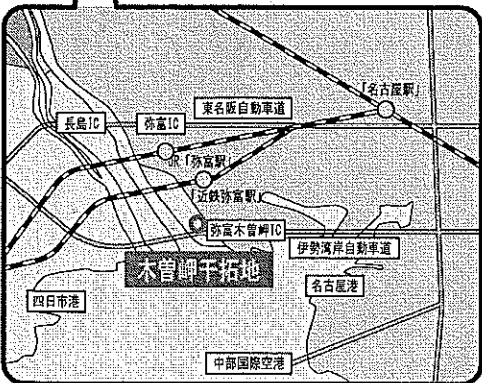 「名古屋駅」
東名阪自動車道
長島IC
弥富IC
JR「弥富駅」
「近鉄弥富駅」
弥富木曽岬IC
伊勢湾岸自動車道
木曽岬干拓地
名古屋港
四日市港
中部国際空港